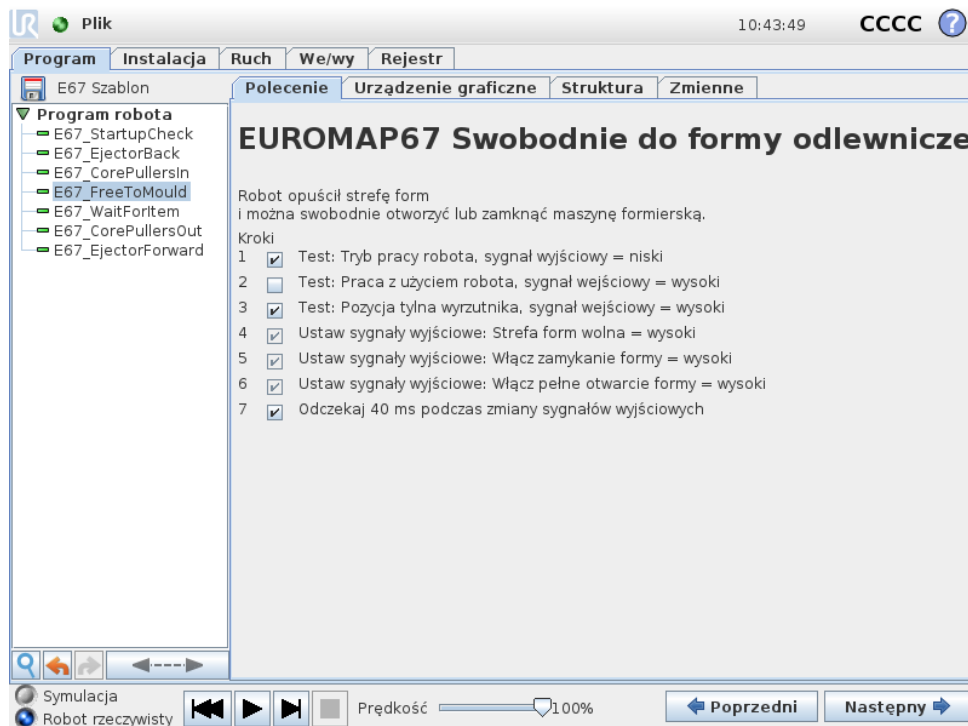 UR Plik 10:43:49 CCCC ?
Program Instalacja Ruch We/wy Rejestr
E67 Szablon
Polecenie Urządzenie graficzne Struktura Zmienne
Program robota
E67_StartupCheck
E67_EjectorBack
E67_CorePullersIn
E67_FreeToMould
E67_WaitForItem
E67_CorePullersOut
E67_EjectorForward
EUROMAP67 Swobodnie do formy odlewnicze
Robot opuścił strefę form
i można swobodnie otworzyć lub zamknąć maszynę formierską.
Kroki
1 Test: Tryb pracy robota, sygnał wyjściowy = niski
2 Test: Praca z użyciem robota, sygnał wejściowy = wysoki
3 Test: Pozycja tylna wyrzutnika, sygnał wejściowy = wysoki
4 Ustaw sygnały wyjściowe: Strefa form wolna = wysoki
5 Ustaw sygnały wyjściowe: Włącz zamykanie formy = wysoki
6 Ustaw sygnały wyjściowe: Włącz pełne otwarcie formy = wysoki
7 Odczekaj 40 ms podczas zmiany sygnałów wyjściowych
Symulacja
Robot rzeczywisty
Prędkość 100%
Poprzedni Następny